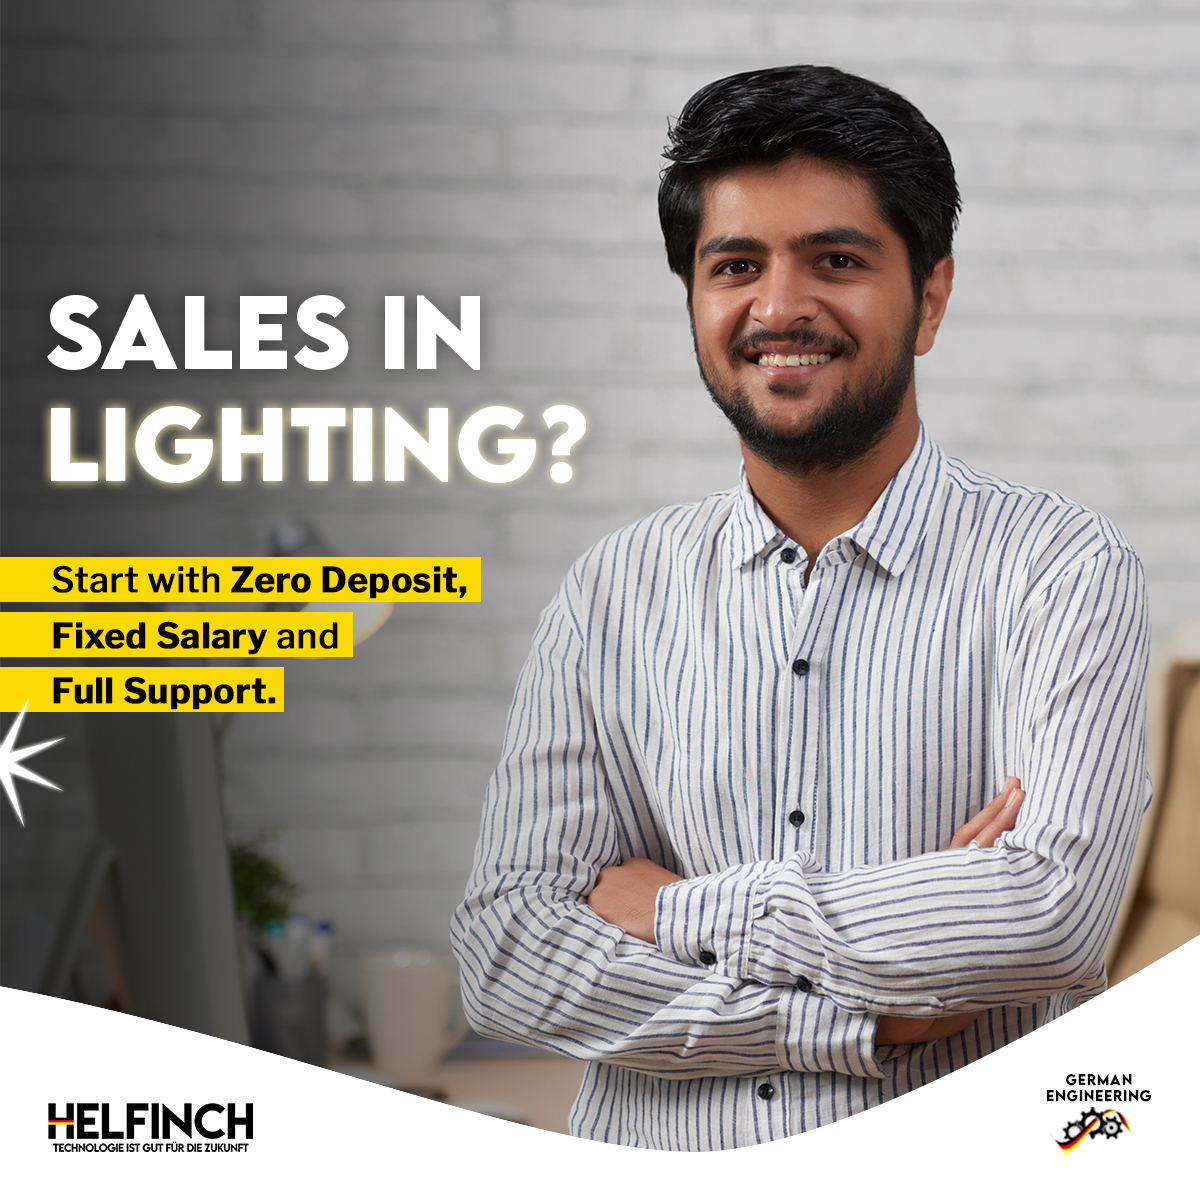 SALES IN
LIGHTING?
Start with Zero Deposit,
Fixed Salary and
Full Support.
HELFINCH
TECHNOLOGIE IST GUT FÜR DIE ZUKUNFT
GERMAN
ENGINEERING